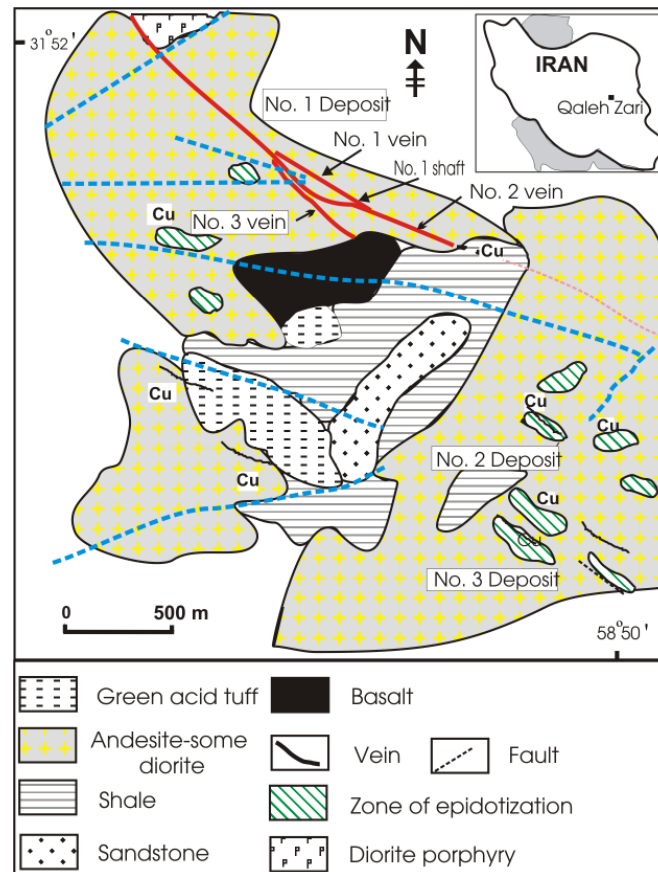 31°52'
N
IRAN
Qaleh Zari
No. 1 Deposit
No. 1 vein
No. 1 shaft
No. 2 vein
Cu
No. 3 vein
Cu
Cu
Cu
Cu
No. 2 Deposit
Cu
Cu
Cu
No. 3 Deposit
0 500 m
58°50'
Green acid tuff
Basalt
Andesite-some
diorite
Vein
Fault
Shale
Zone of epidotization
Sandstone
Diorite porphyry